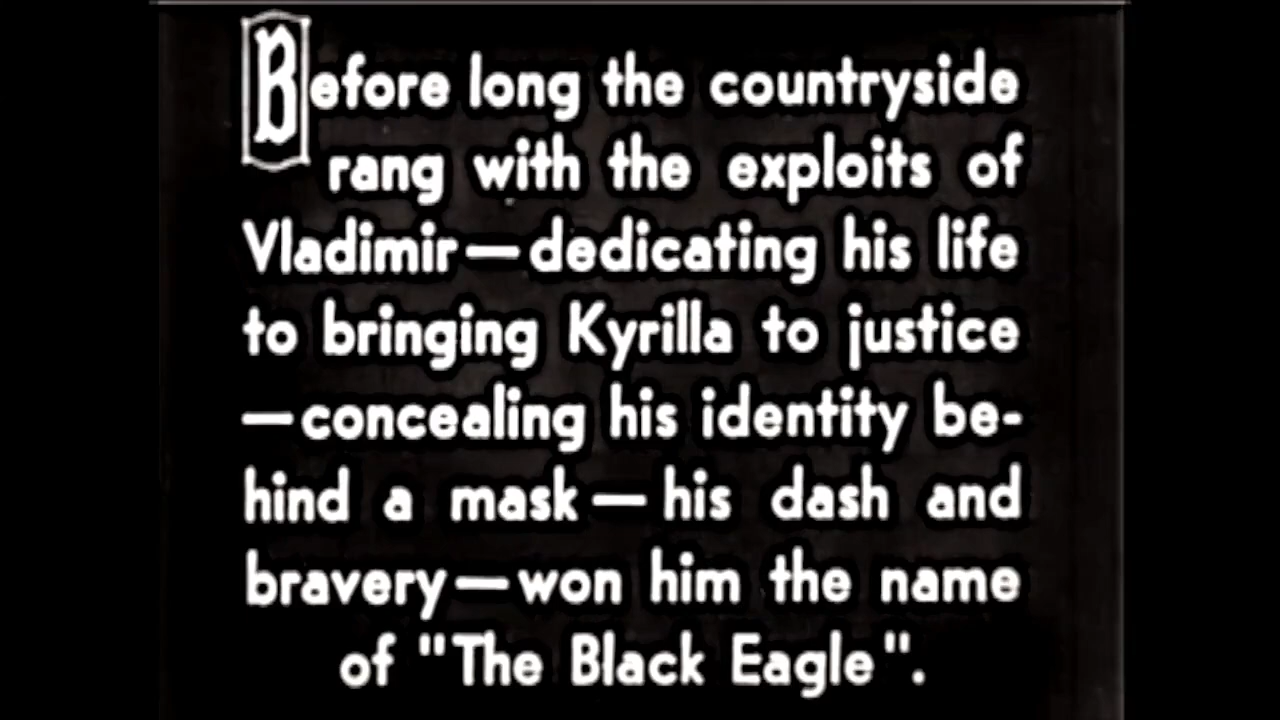 Before long the countryside
rang with the exploits of
Vladimir—dedicating his life
to bringing Kyrilla to justice
—concealing his identity be-
hind a mask—his dash and
bravery—won him the name
of "The Black Eagle".